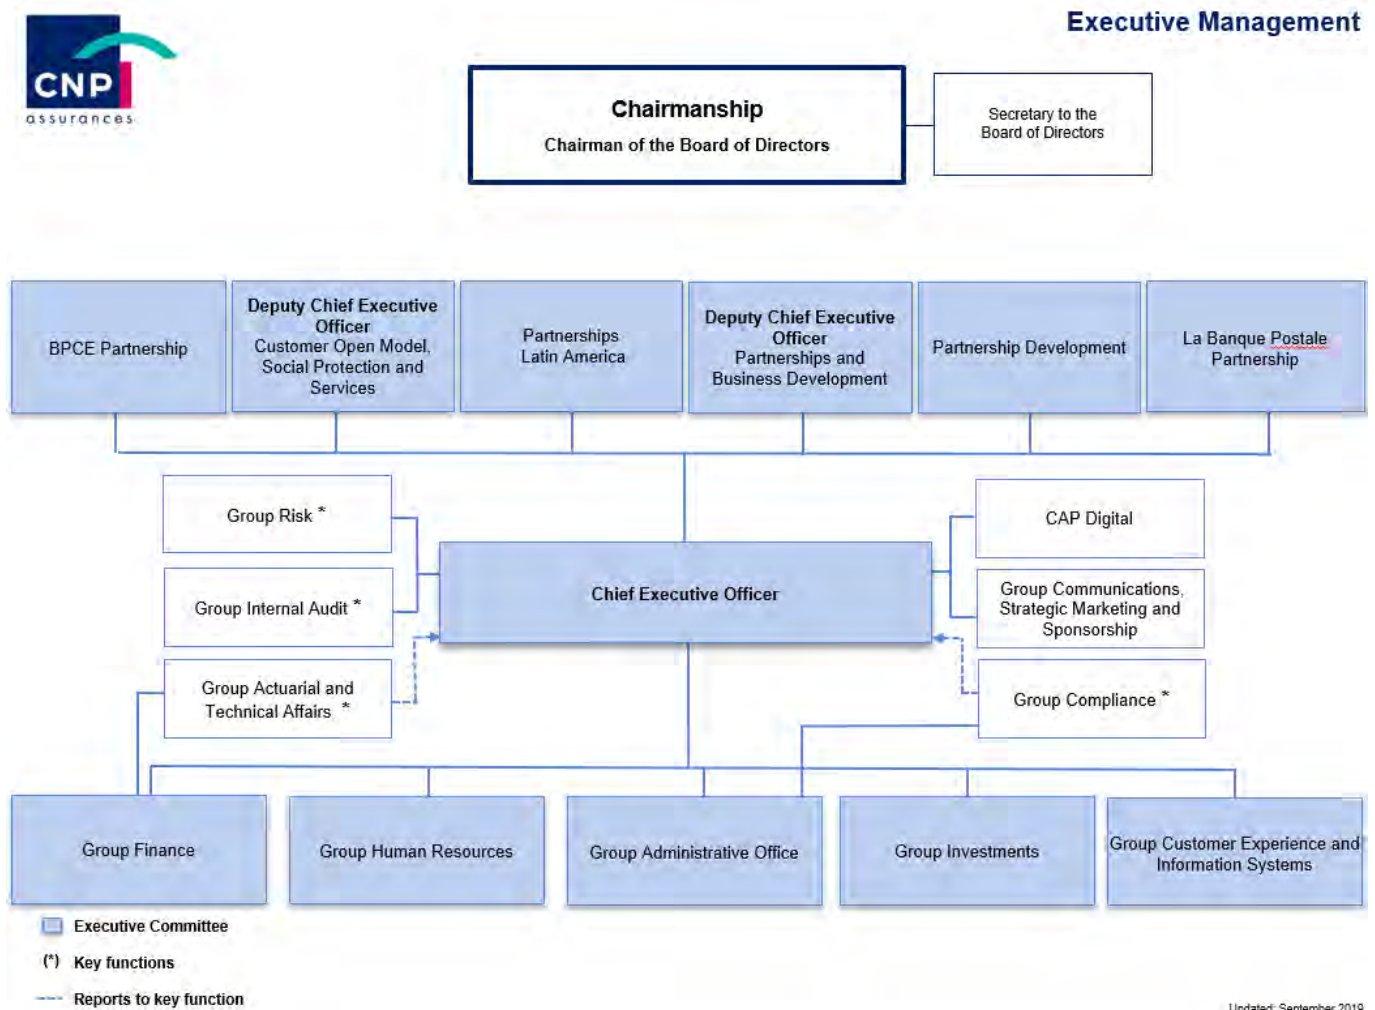 Executive Management
CNP
assurances
Chairmanship
Chairman of the Board of Directors
Secretary to the
Board of Directors
BPCE Partnership
Deputy Chief Executive
Officer
Customer Open Model,
Social Protection and
Services
Partnerships
Latin America
Deputy Chief Executive
Officer
Partnerships and
Business Development
Partnership Development
La Banque Postale
Partnership
Group Risk *
CAP Digital
Group Internal Audit *
Chief Executive Officer
Group Communications,
Strategic Marketing and
Sponsorship
Group Actuarial and
Technical Affairs *
Group Compliance *
Group Finance
Group Human Resources
Group Administrative Office
Group Investments
Group Customer Experience and
Information Systems
Executive Committee
(*) Key functions
Reports to key function
Updated: September 2019